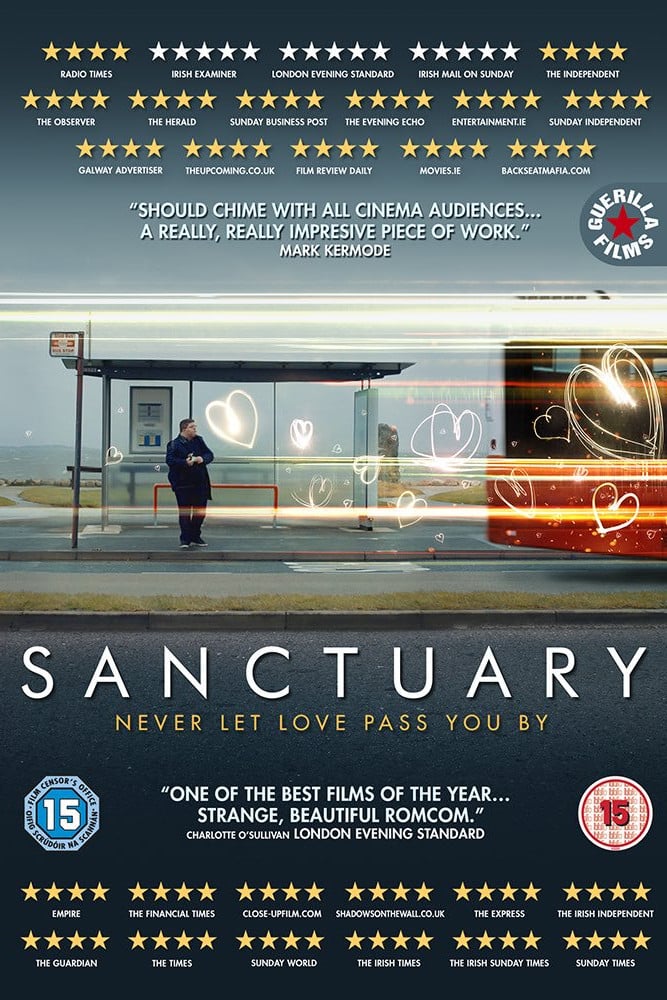 RADIO TIMES IRISH EXAMINER LONDON EVENING STANDARD IRISH MAIL ON SUNDAY THE INDEPENDENT
THE OBSERVER THE HERALD SUNDAY BUSINESS POST THE EVENING ECHO ENTERTAINMENT.IE SUNDAY INDEPENDENT
GALWAY ADVERTISER THEUPCOMING.CO.UK FILM REVIEW DAILY MOVIES.IE BACKSEATMAFIA.COM
“SHOULD CHIME WITH ALL CINEMA AUDIENCES...
A REALLY, REALLY IMPRESIVE PIECE OF WORK.”
MARK KERMODE
GUERILLA
FILMS
BUS STOP
SANCTUARY
NEVER LET LOVE PASS YOU BY
FILM CENSOR'S OFFICE
15
OIFIG SCRÚDÓIR NA SCANNÁN
“ONE OF THE BEST FILMS OF THE YEAR...
STRANGE, BEAUTIFUL ROMCOM.”
CHARLOTTE O'SULLIVAN LONDON EVENING STANDARD
15
EMPIRE THE FINANCIAL TIMES CLOSE-UPFILM.COM SHADOWSONTHEWALL.CO.UK THE EXPRESS THE IRISH INDEPENDENT
THE GUARDIAN THE TIMES SUNDAY WORLD THE IRISH TIMES THE IRISH SUNDAY TIMES SUNDAY TIMES